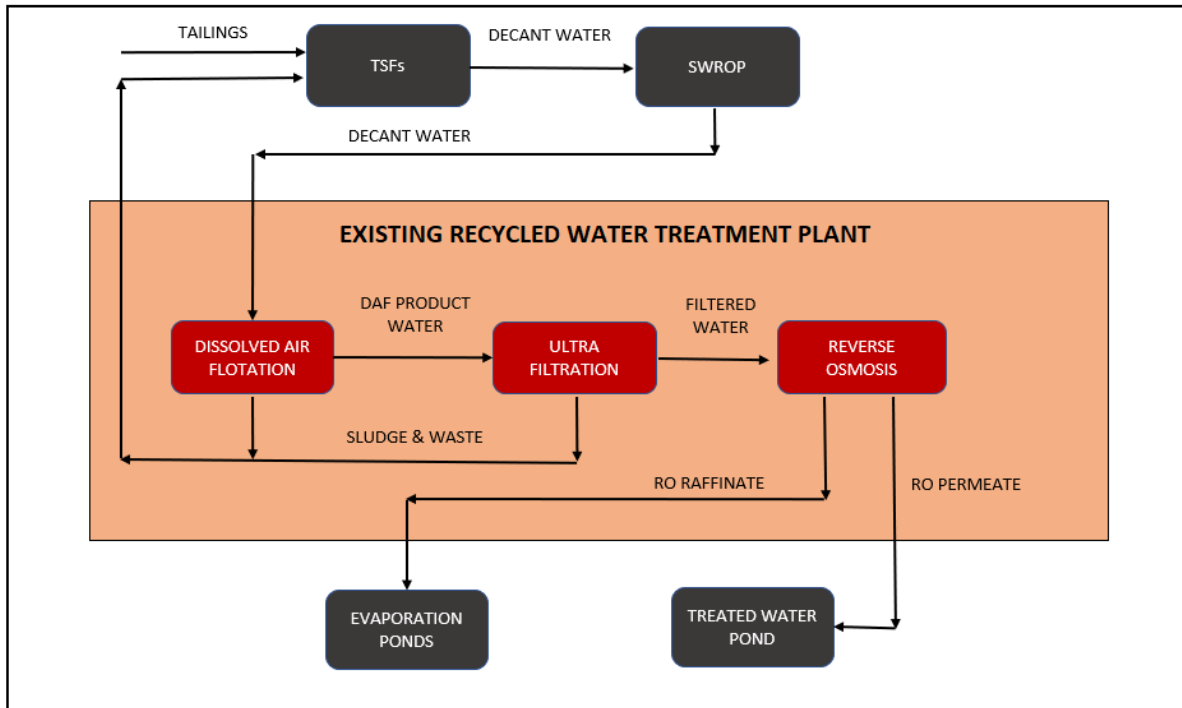 TAILINGS
DECANT WATER
TSFs
SWROP
DECANT WATER
EXISTING RECYCLED WATER TREATMENT PLANT
DAF PRODUCT
WATER
FILTERED
WATER
DISSOLVED AIR
FLOTATION
ULTRA
FILTRATION
REVERSE
OSMOSIS
SLUDGE & WASTE
RO RAFFINATE
RO PERMEATE
EVAPORATION
PONDS
TREATED WATER
POND